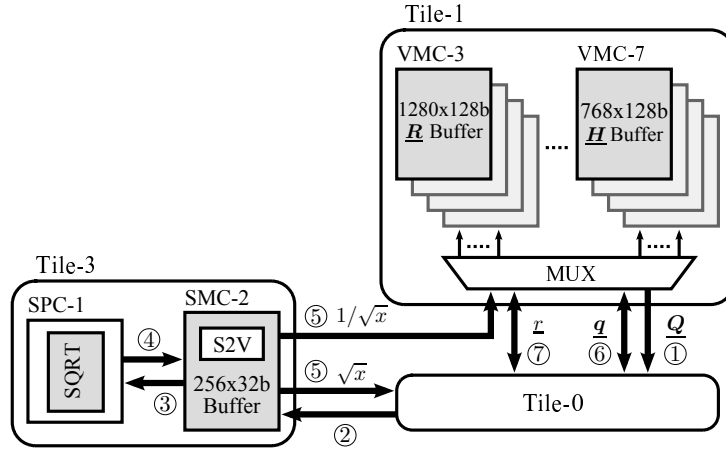 Tile-1
VMC-3
VMC-7
1280x128b
R Buffer
....
768x128b
H Buffer
....
....
MUX
Tile-3
SPC-1
SMC-2
SQRT
④
③
S2V
256x32b
Buffer
⑤ 1/√x
⑤ √x
②
r
⑦
q
⑥
Q
①
Tile-0